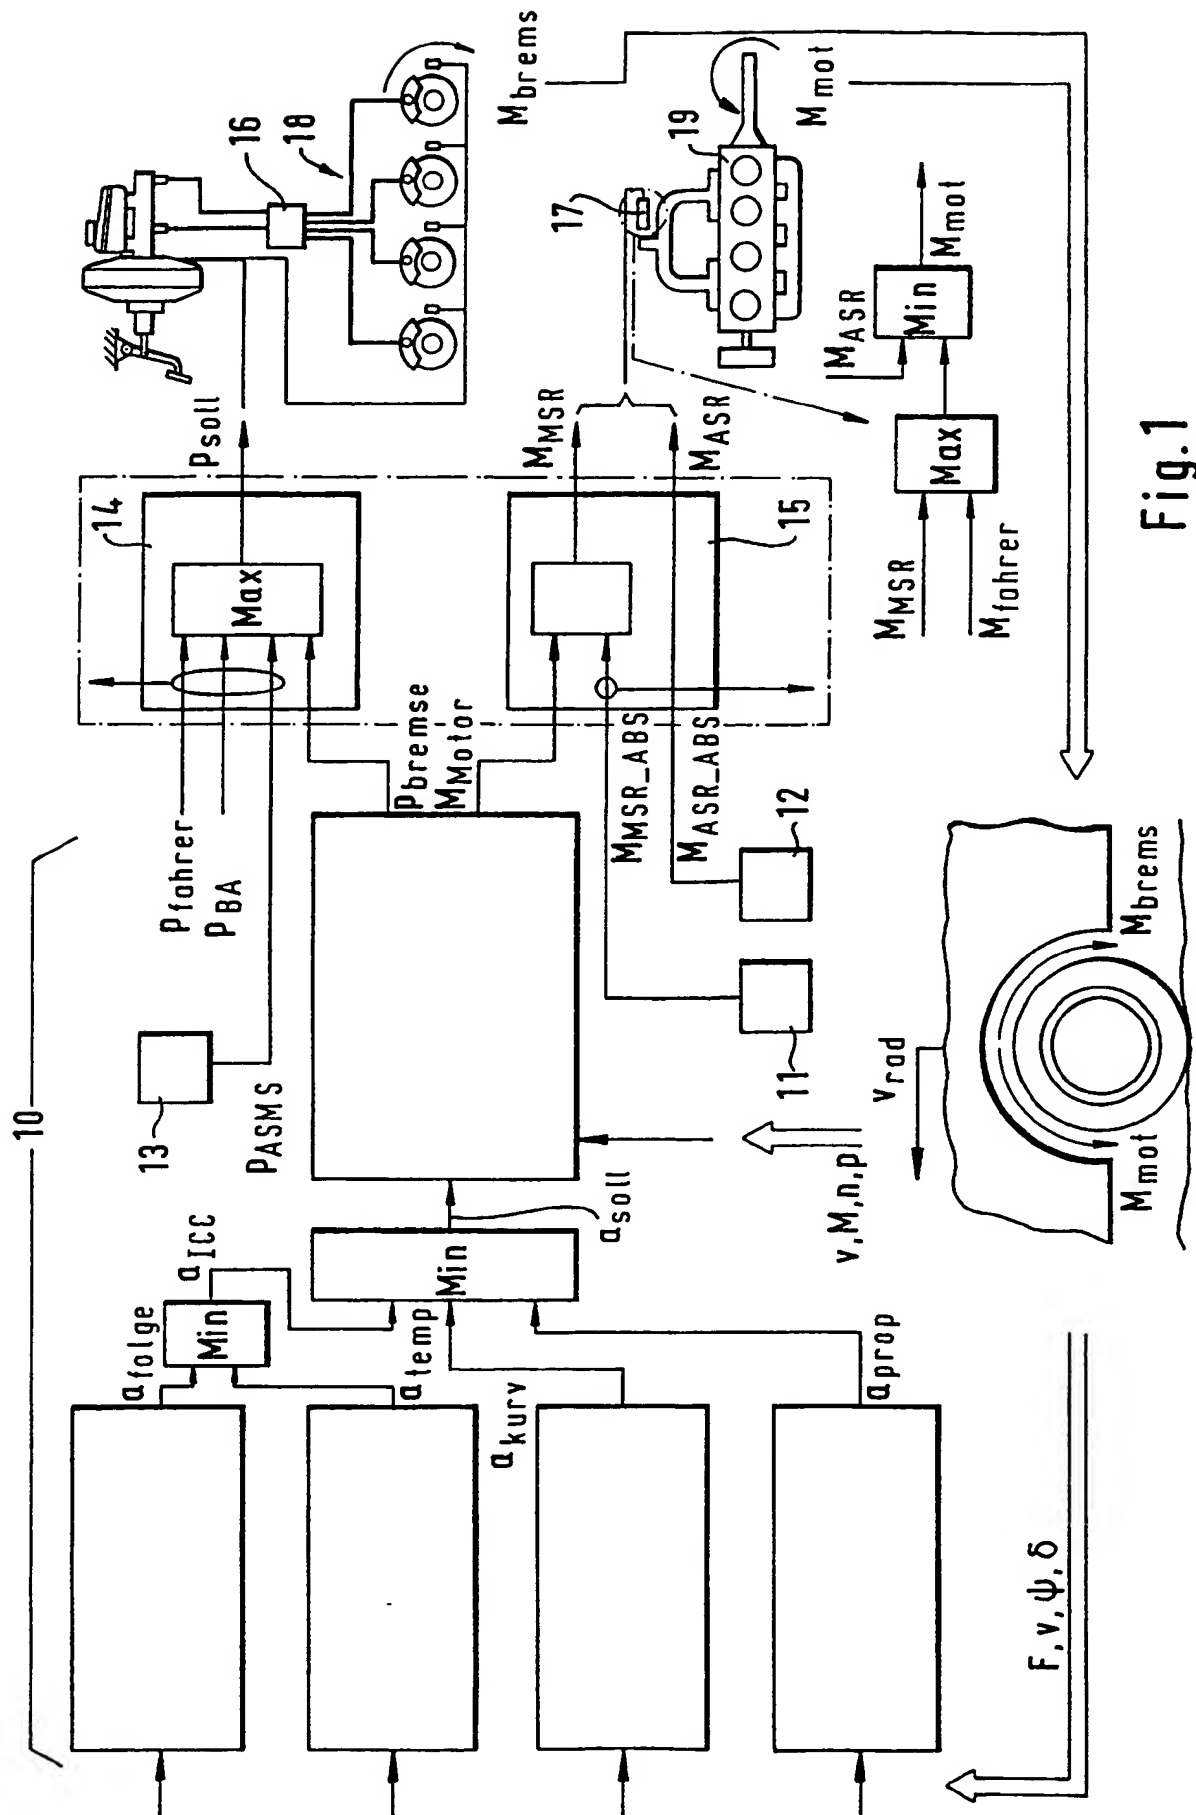 10
13
P_ASMS
P_fahrer
P_BA
14
Max
P_soll
16
18
M_brems
a_folge
Min
a_ICC
a_temp
a_kurv
a_prop
Min
a_soll
P_bremse
M_Motor
M_MSR_ABS
M_ASR_ABS
11
12
15
M_MSR
M_ASR
17
19
M_mot
M_MSR
M_fahrer
Max
M_ASR
Min
M_mot
v,M,n,p
v_rad
M_mot
M_brems
F,v,ψ,δ
Fig.1